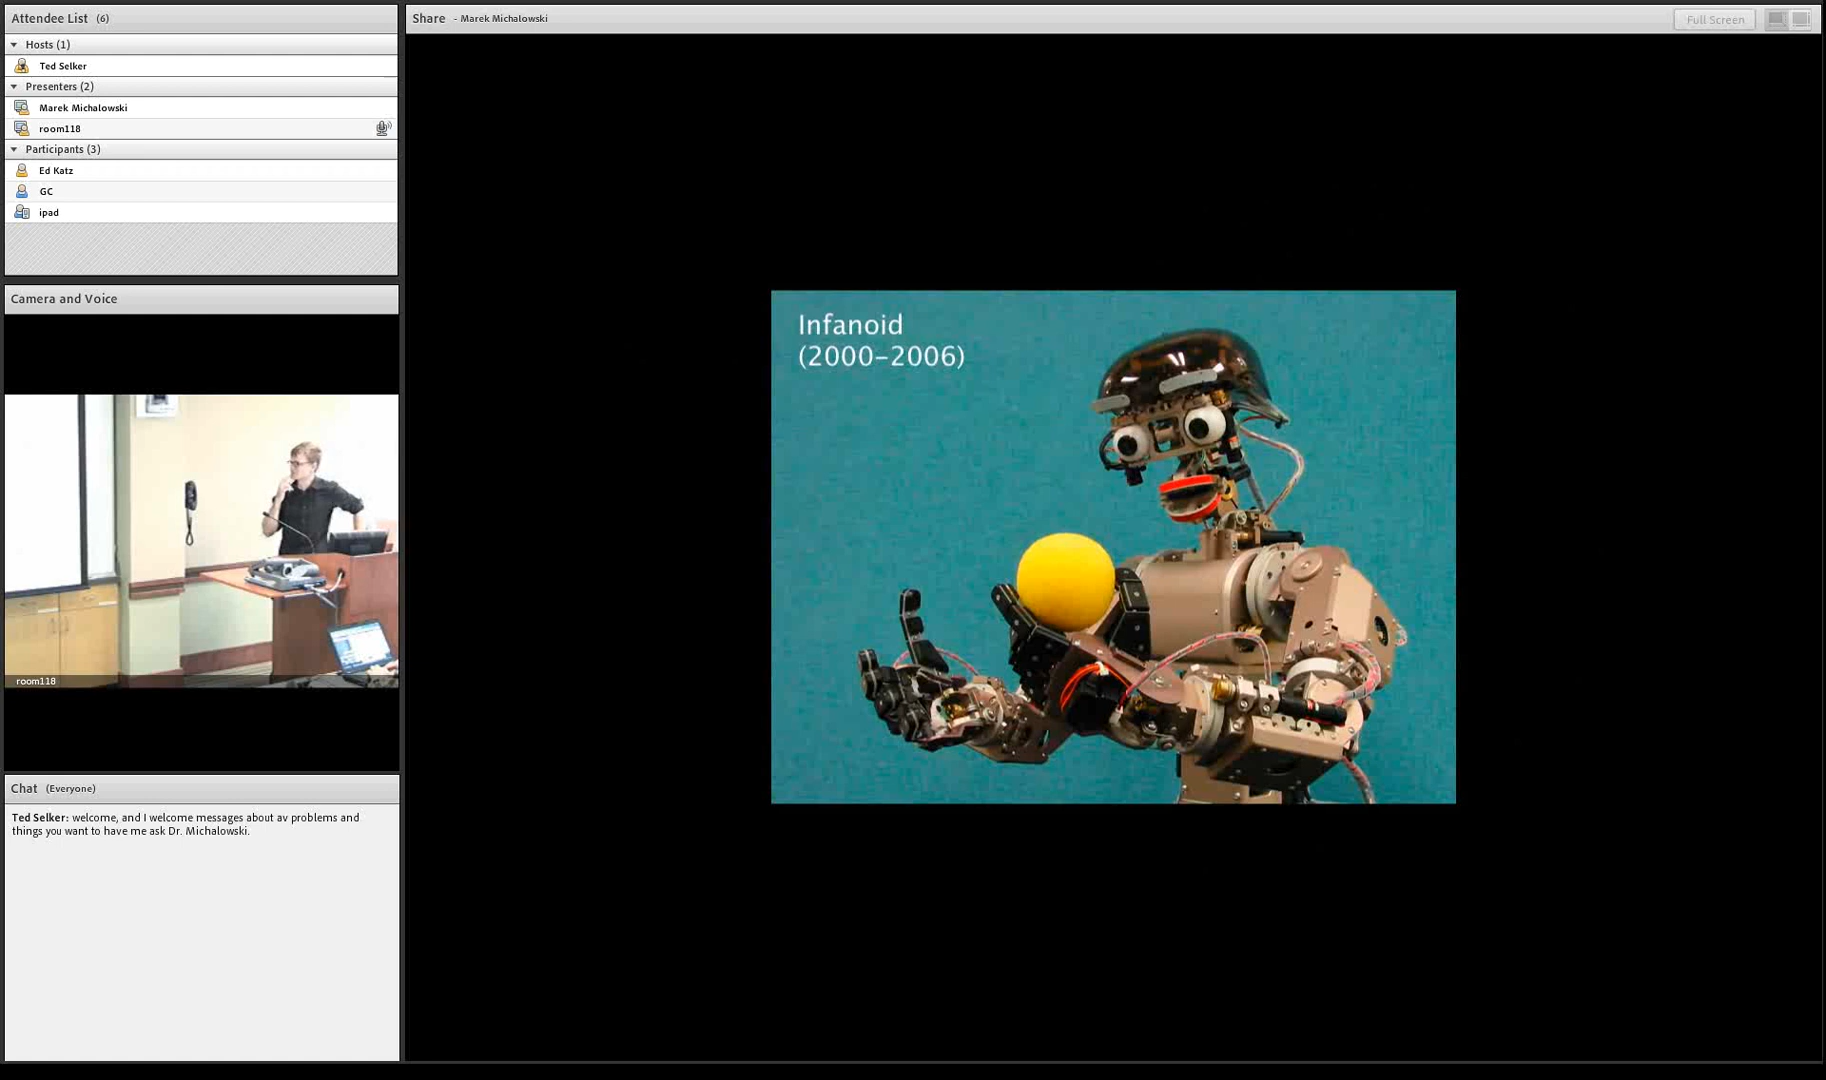 Attendee List (6)
Hosts (1)
Ted Selker
Presenters (2)
Marek Michalowski
room118
Participants (3)
Ed Katz
GC
ipad
Camera and Voice
room118
Chat (Everyone)
Ted Selker: welcome, and I welcome messages about av problems and
things you want to have me ask Dr. Michalowski.
Share - Marek Michalowski
Full Screen
Infanoid
(2000–2006)